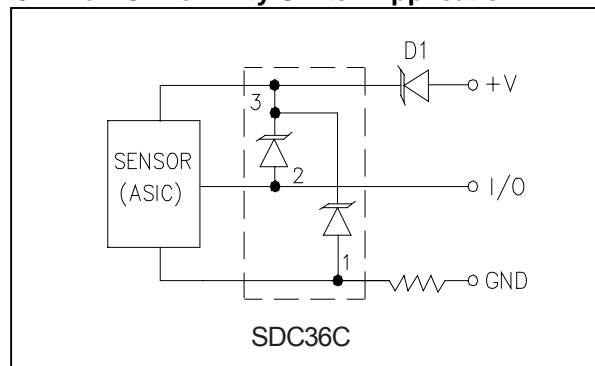 D1
+V
3
SENSOR
(ASIC)
2
I/O
1
GND
SDC36C